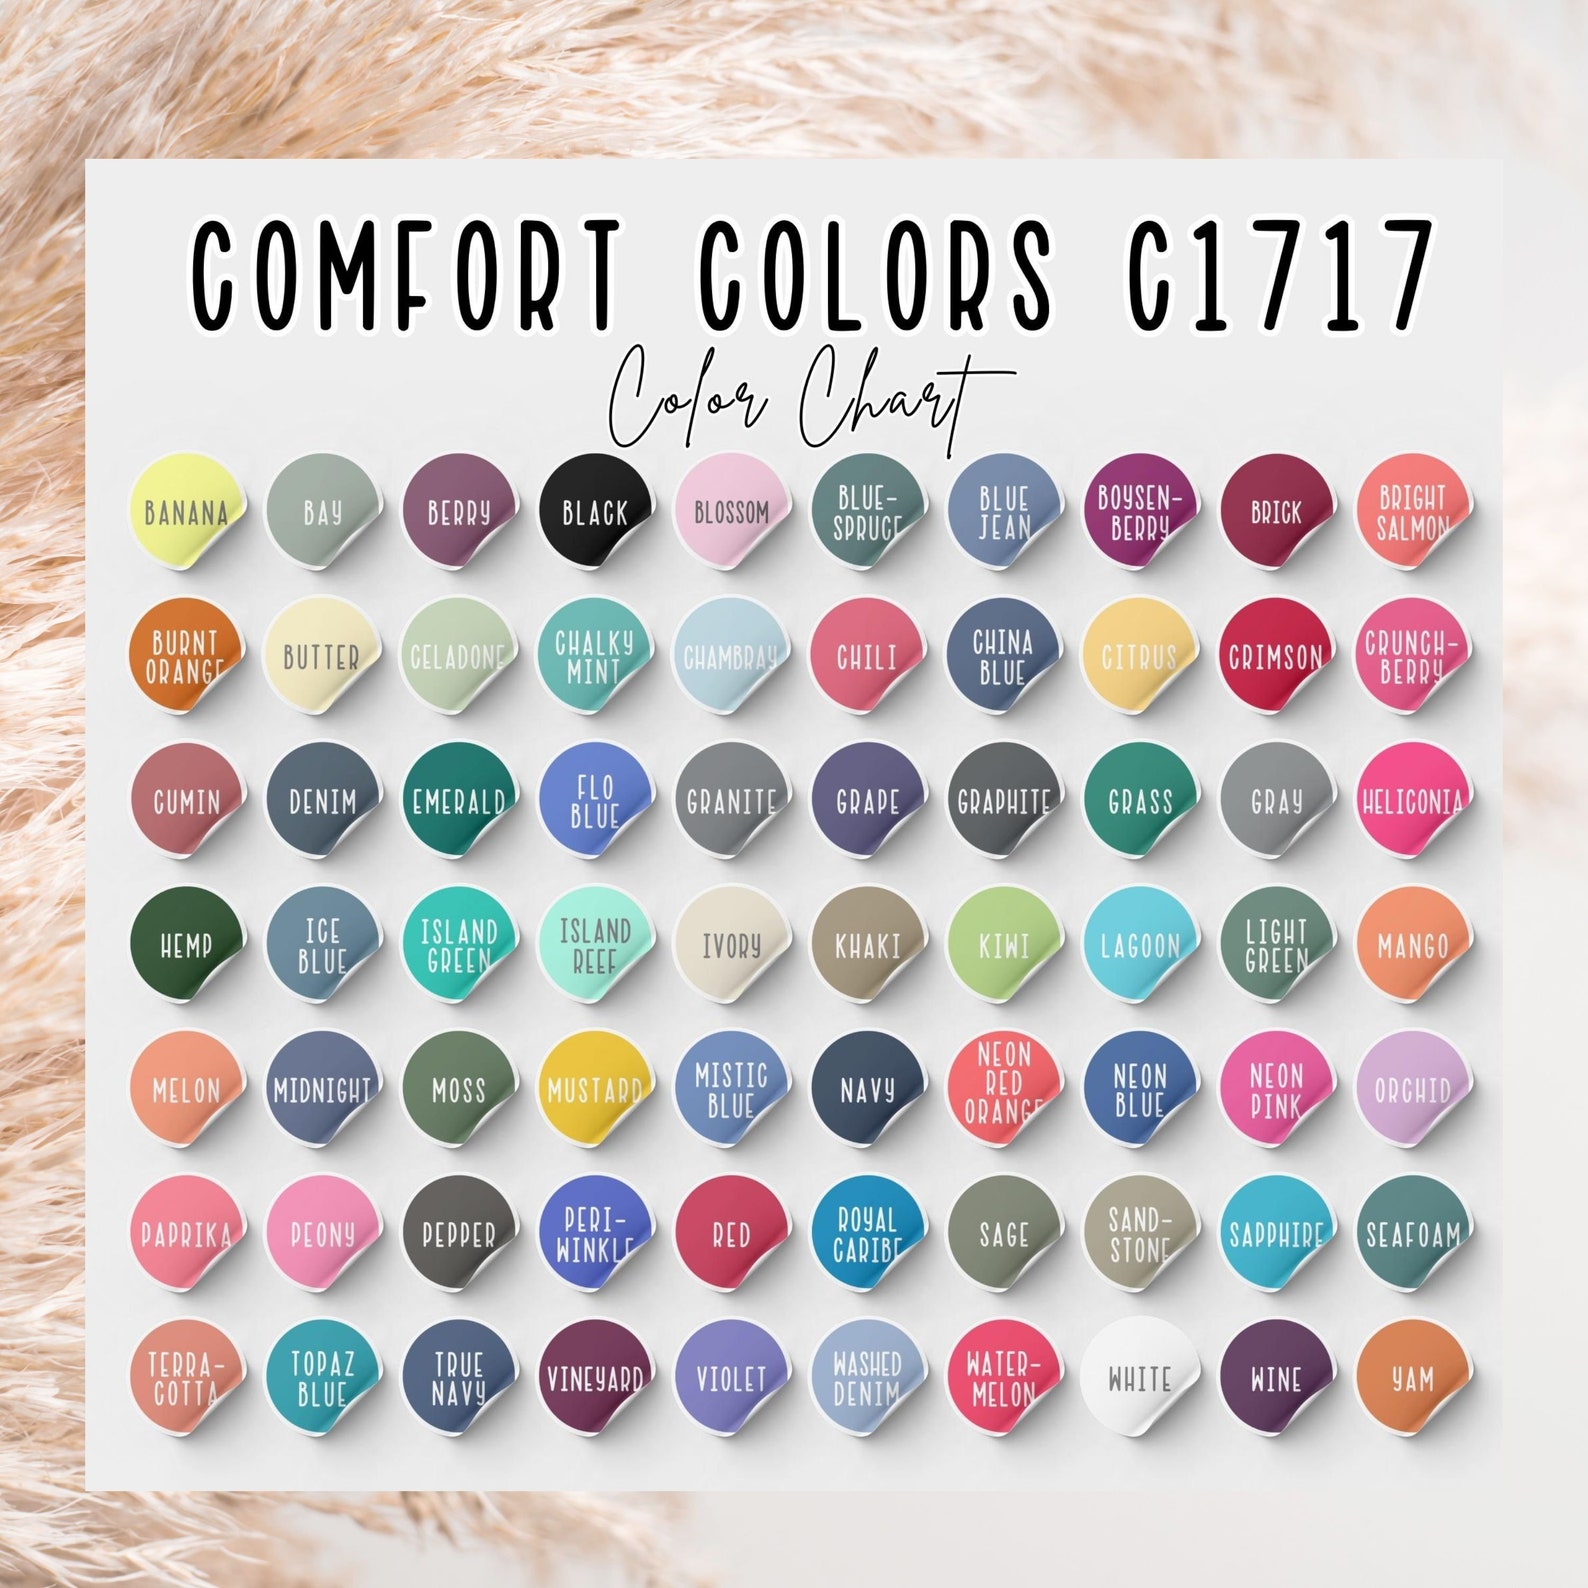 COMFORT COLORS C1717
Color Chart
BANANA
BAY
BERRY
BLACK
BLOSSOM
BLUE-
SPRUCE
BLUE
JEAN
BOYSEN-
BERRY
BRICK
BRIGHT
SALMON
BURNT
ORANGE
BUTTER
CELADONE
CHALKY
MINT
CHAMBRAY
CHILI
CHINA
BLUE
CITRUS
CRIMSON
CRUNCH-
BERRY
CUMIN
DENIM
EMERALD
FLO
BLUE
GRANITE
GRAPE
GRAPHITE
GRASS
GRAY
HELICONIA
HEMP
ICE
BLUE
ISLAND
GREEN
ISLAND
REEF
IVORY
KHAKI
KIWI
LAGOON
LIGHT
GREEN
MANGO
MELON
MIDNIGHT
MOSS
MUSTARD
MISTIC
BLUE
NAVY
NEON
RED
ORANGE
NEON
BLUE
NEON
PINK
ORCHID
PAPRIKA
PEONY
PEPPER
PERI-
WINKLE
RED
ROYAL
CARIBE
SAGE
SAND-
STONE
SAPPHIRE
SEAFOAM
TERRA-
COTTA
TOPAZ
BLUE
TRUE
NAVY
VINEYARD
VIOLET
WASHED
DENIM
WATER-
MELON
WHITE
WINE
YAM